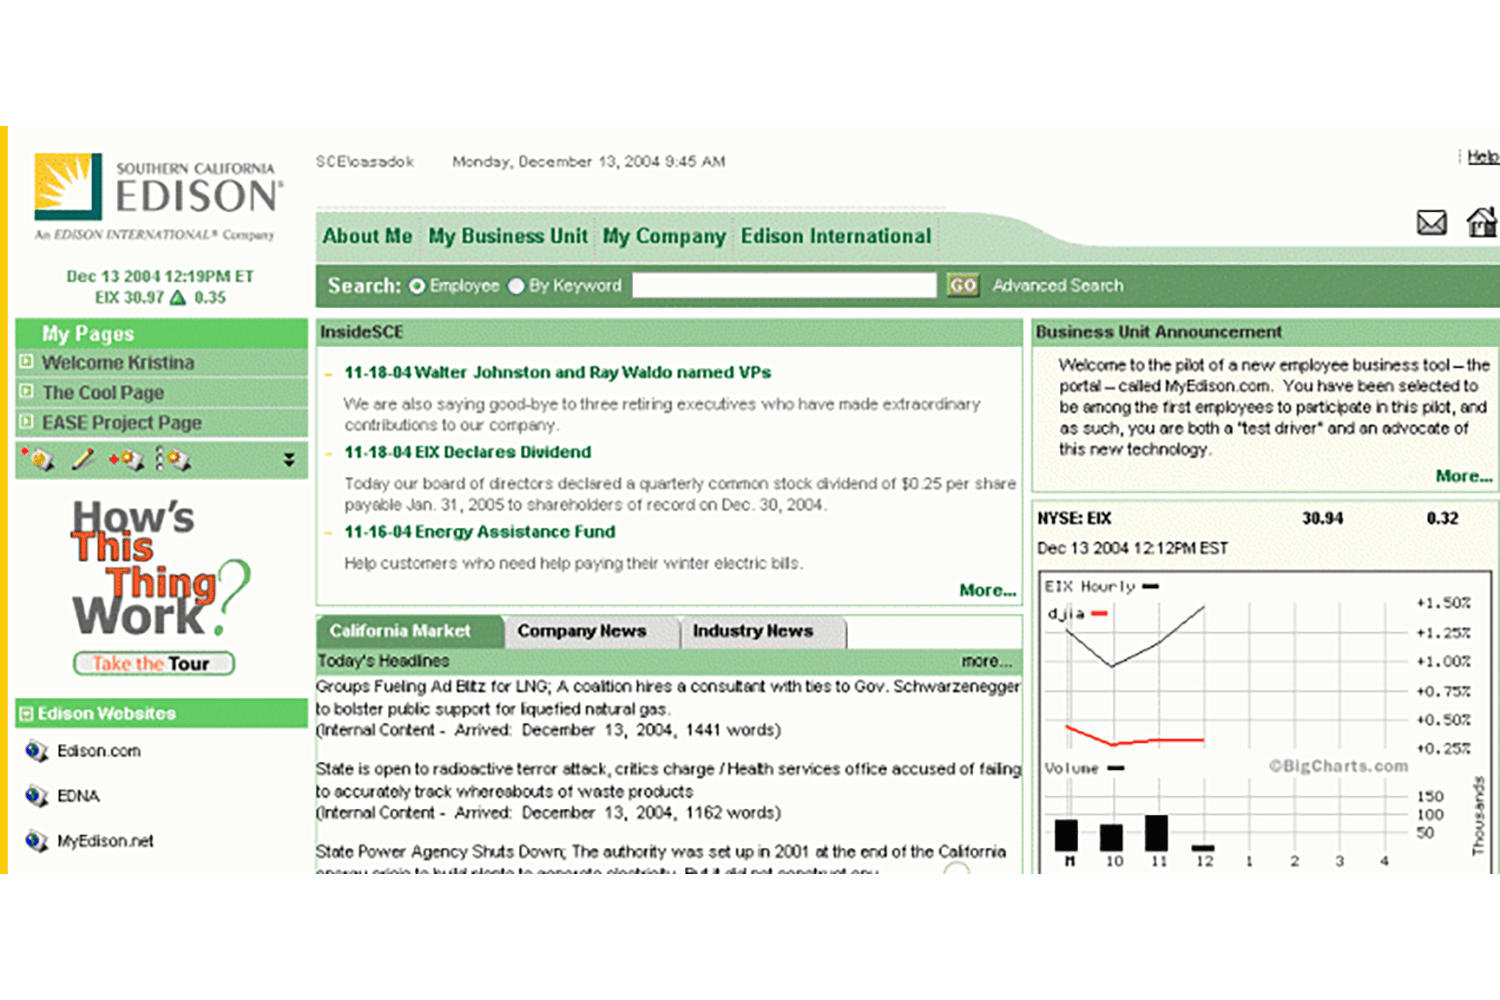 SOUTHERN CALIFORNIA
EDISON®
An EDISON INTERNATIONAL® Company
SCE\casadok Monday, December 13, 2004 9:45 AM
Help
About Me My Business Unit My Company Edison International
Search: Employee By Keyword GO Advanced Search
Dec 13 2004 12:19PM ET
EIX 30.97 0.35
My Pages
Welcome Kristina
The Cool Page
EASE Project Page
How's
This
Thing
Work?
Take the Tour
Edison Websites
Edison.com
EDNA
MyEdison.net
InsideSCE
– 11-18-04 Walter Johnston and Ray Waldo named VPs
We are also saying good-bye to three retiring executives who have made extraordinary
contributions to our company.
– 11-18-04 EIX Declares Dividend
Today our board of directors declared a quarterly common stock dividend of $0.25 per share
payable Jan. 31, 2005 to shareholders of record on Dec. 30, 2004.
– 11-16-04 Energy Assistance Fund
Help customers who need help paying their winter electric bills.
More...
California Market Company News Industry News
Today's Headlines more...
Groups Fueling Ad Blitz for LNG; A coalition hires a consultant with ties to Gov. Schwarzenegger
to bolster public support for liquefied natural gas.
(Internal Content - Arrived: December 13, 2004, 1441 words)
State is open to radioactive terror attack, critics charge / Health services office accused of failing
to accurately track whereabouts of waste products
(Internal Content - Arrived: December 13, 2004, 1162 words)
State Power Agency Shuts Down; The authority was set up in 2001 at the end of the California
Business Unit Announcement
Welcome to the pilot of a new employee business tool – the
portal – called MyEdison.com. You have been selected to
be among the first employees to participate in this pilot, and
as such, you are both a "test driver" and an advocate of
this new technology.
More...
NYSE: EIX 30.94 0.32
Dec 13 2004 12:12PM EST
EIX Hourly
djia
+1.50%
+1.25%
+1.00%
+0.75%
+0.50%
+0.25%
©BigCharts.com
Volume
150
100
50
Thousands
M 10 11 12 1 2 3 4